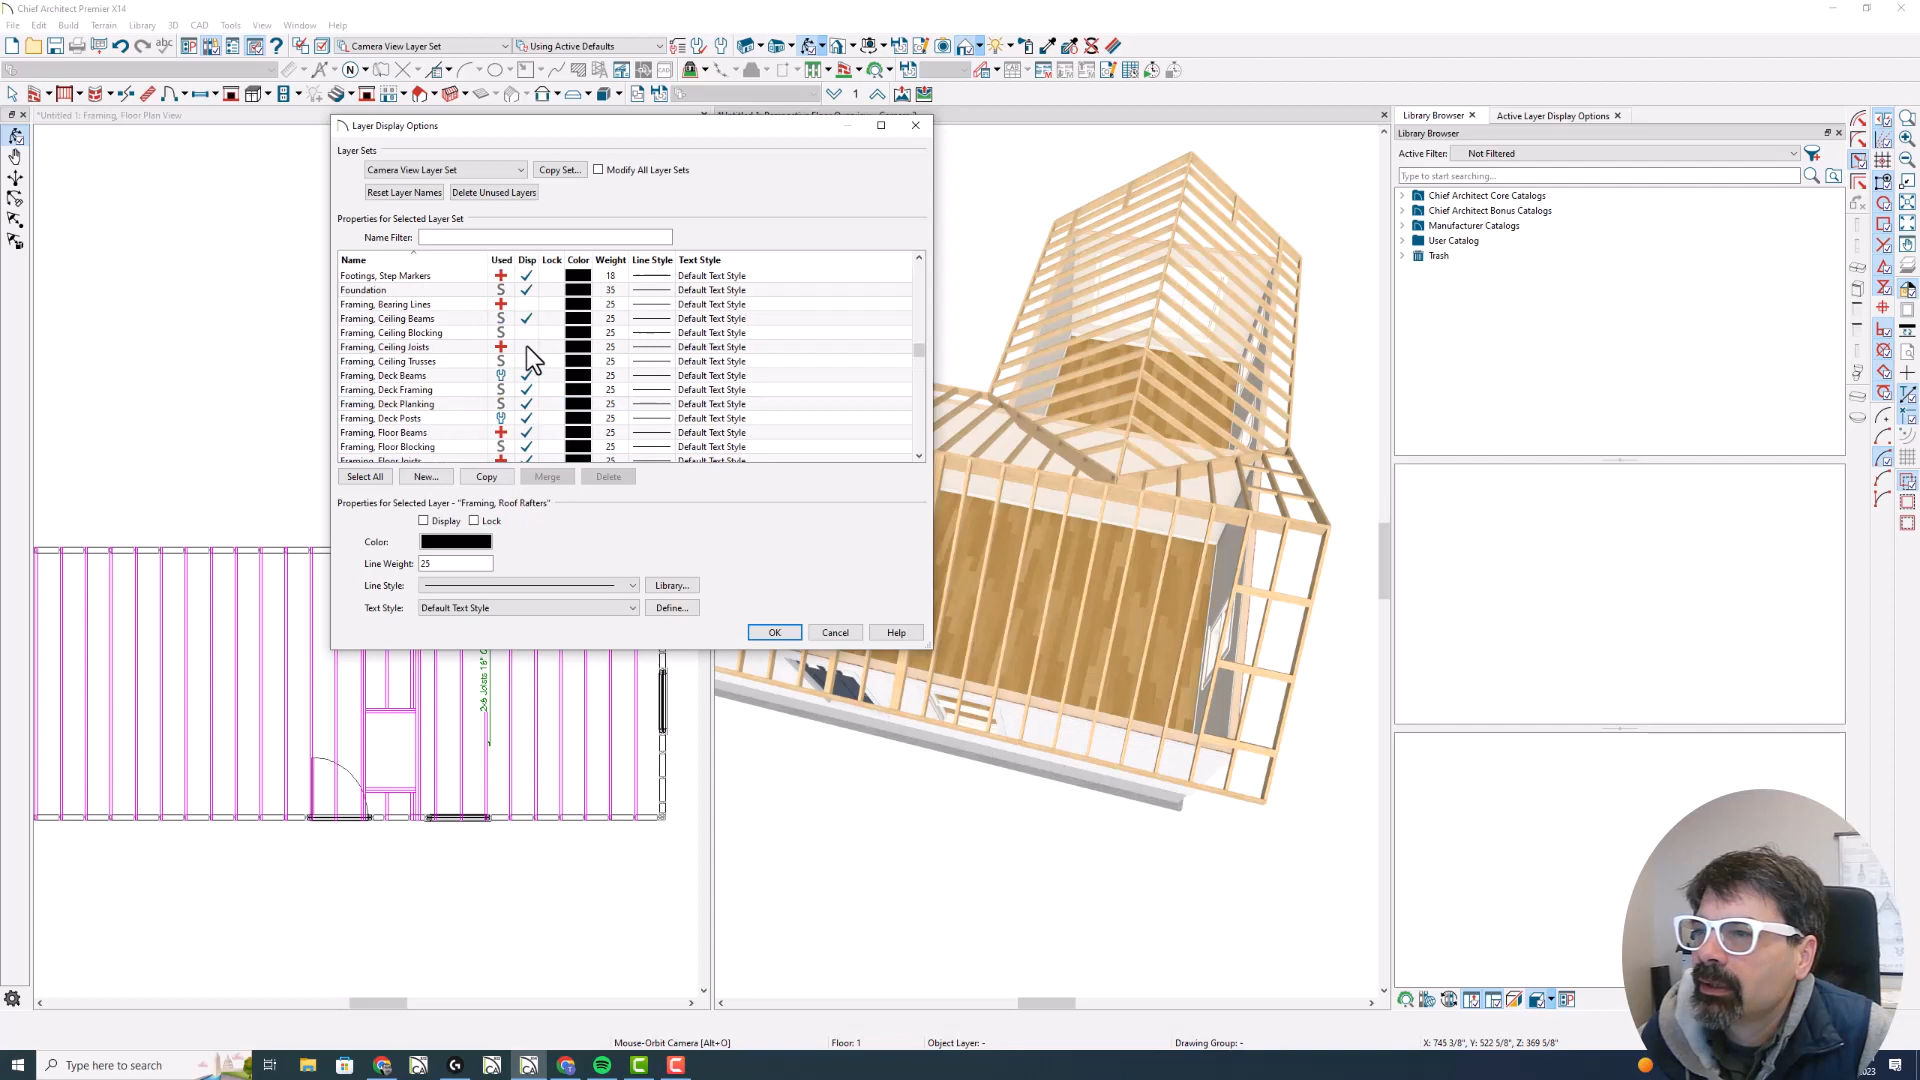 Chief Architect Premier X14
File Edit Build Terrain Library 3D CAD Tools View Window Help
Camera View Layer Set
Using Active Defaults
1
*Untitled 1: Framing, Floor Plan View
Layer Display Options
Layer Sets
Camera View Layer Set Copy Set... Modify All Layer Sets
Reset Layer Names Delete Unused Layers
Properties for Selected Layer Set
Name Filter:
Name Used Disp Lock Color Weight Line Style Text Style
Footings, Step Markers 18 Default Text Style
Foundation S 35 Default Text Style
Framing, Bearing Lines 25 Default Text Style
Framing, Ceiling Beams S 25 Default Text Style
Framing, Ceiling Blocking S 25 Default Text Style
Framing, Ceiling Joists 25 Default Text Style
Framing, Ceiling Trusses S 25 Default Text Style
Framing, Deck Beams 25 Default Text Style
Framing, Deck Framing S 25 Default Text Style
Framing, Deck Planking S 25 Default Text Style
Framing, Deck Posts 25 Default Text Style
Framing, Floor Beams 25 Default Text Style
Framing, Floor Blocking S 25 Default Text Style
Framing, Floor Joists 25 Default Text Style
Select All New... Copy Merge Delete
Properties for Selected Layer - "Framing, Roof Rafters"
Display Lock
Color:
Line Weight: 25
Line Style: Library...
Text Style: Default Text Style Define...
OK Cancel Help
2x8 Joists 16"
Library Browser Active Layer Display Options
Library Browser
Active Filter: Not Filtered
Type to start searching...
Chief Architect Core Catalogs
Chief Architect Bonus Catalogs
Manufacturer Catalogs
User Catalog
Trash
Mouse-Orbit Camera [Alt+O] Floor: 1 Object Layer: - Drawing Group: - X: 745 3/8", Y: 522 5/8", Z: 369 5/8"
Type here to search